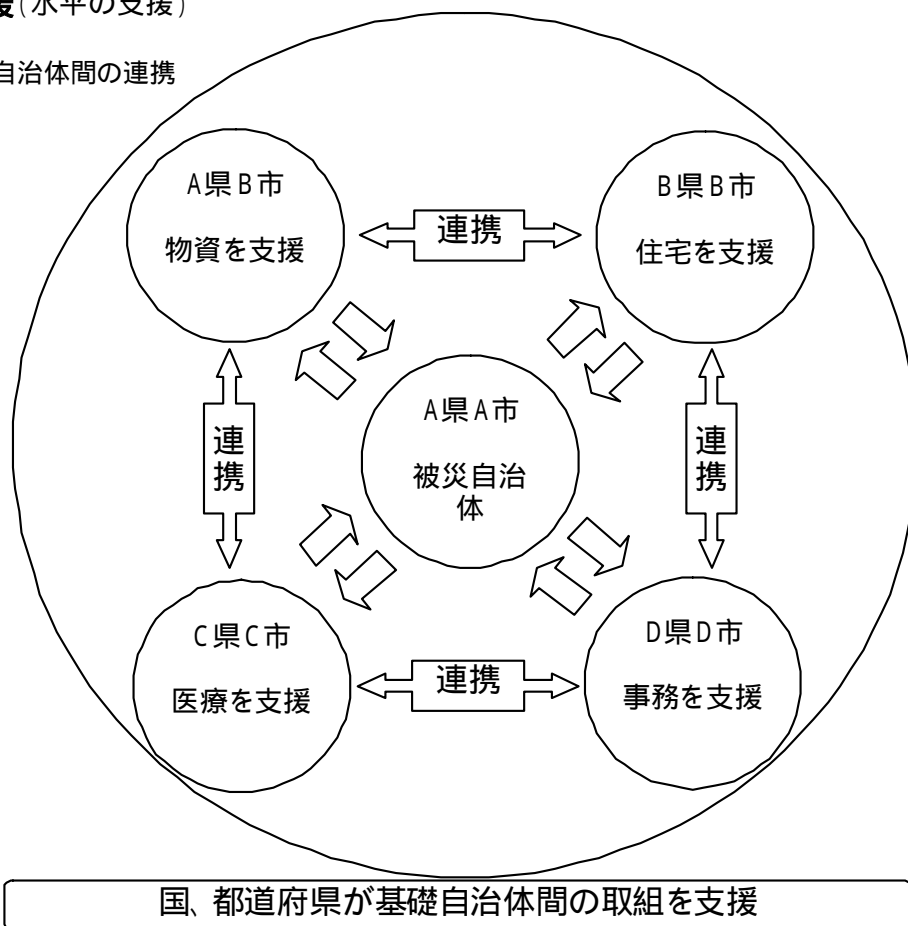 援(水平の支援)
自治体間の連携
A県B市
物資を支援
連携
B県B市
住宅を支援
連携
A県A市
被災自治
体
連携
C県C市
医療を支援
連携
D県D市
事務を支援
国、都道府県が基礎自治体間の取組を支援